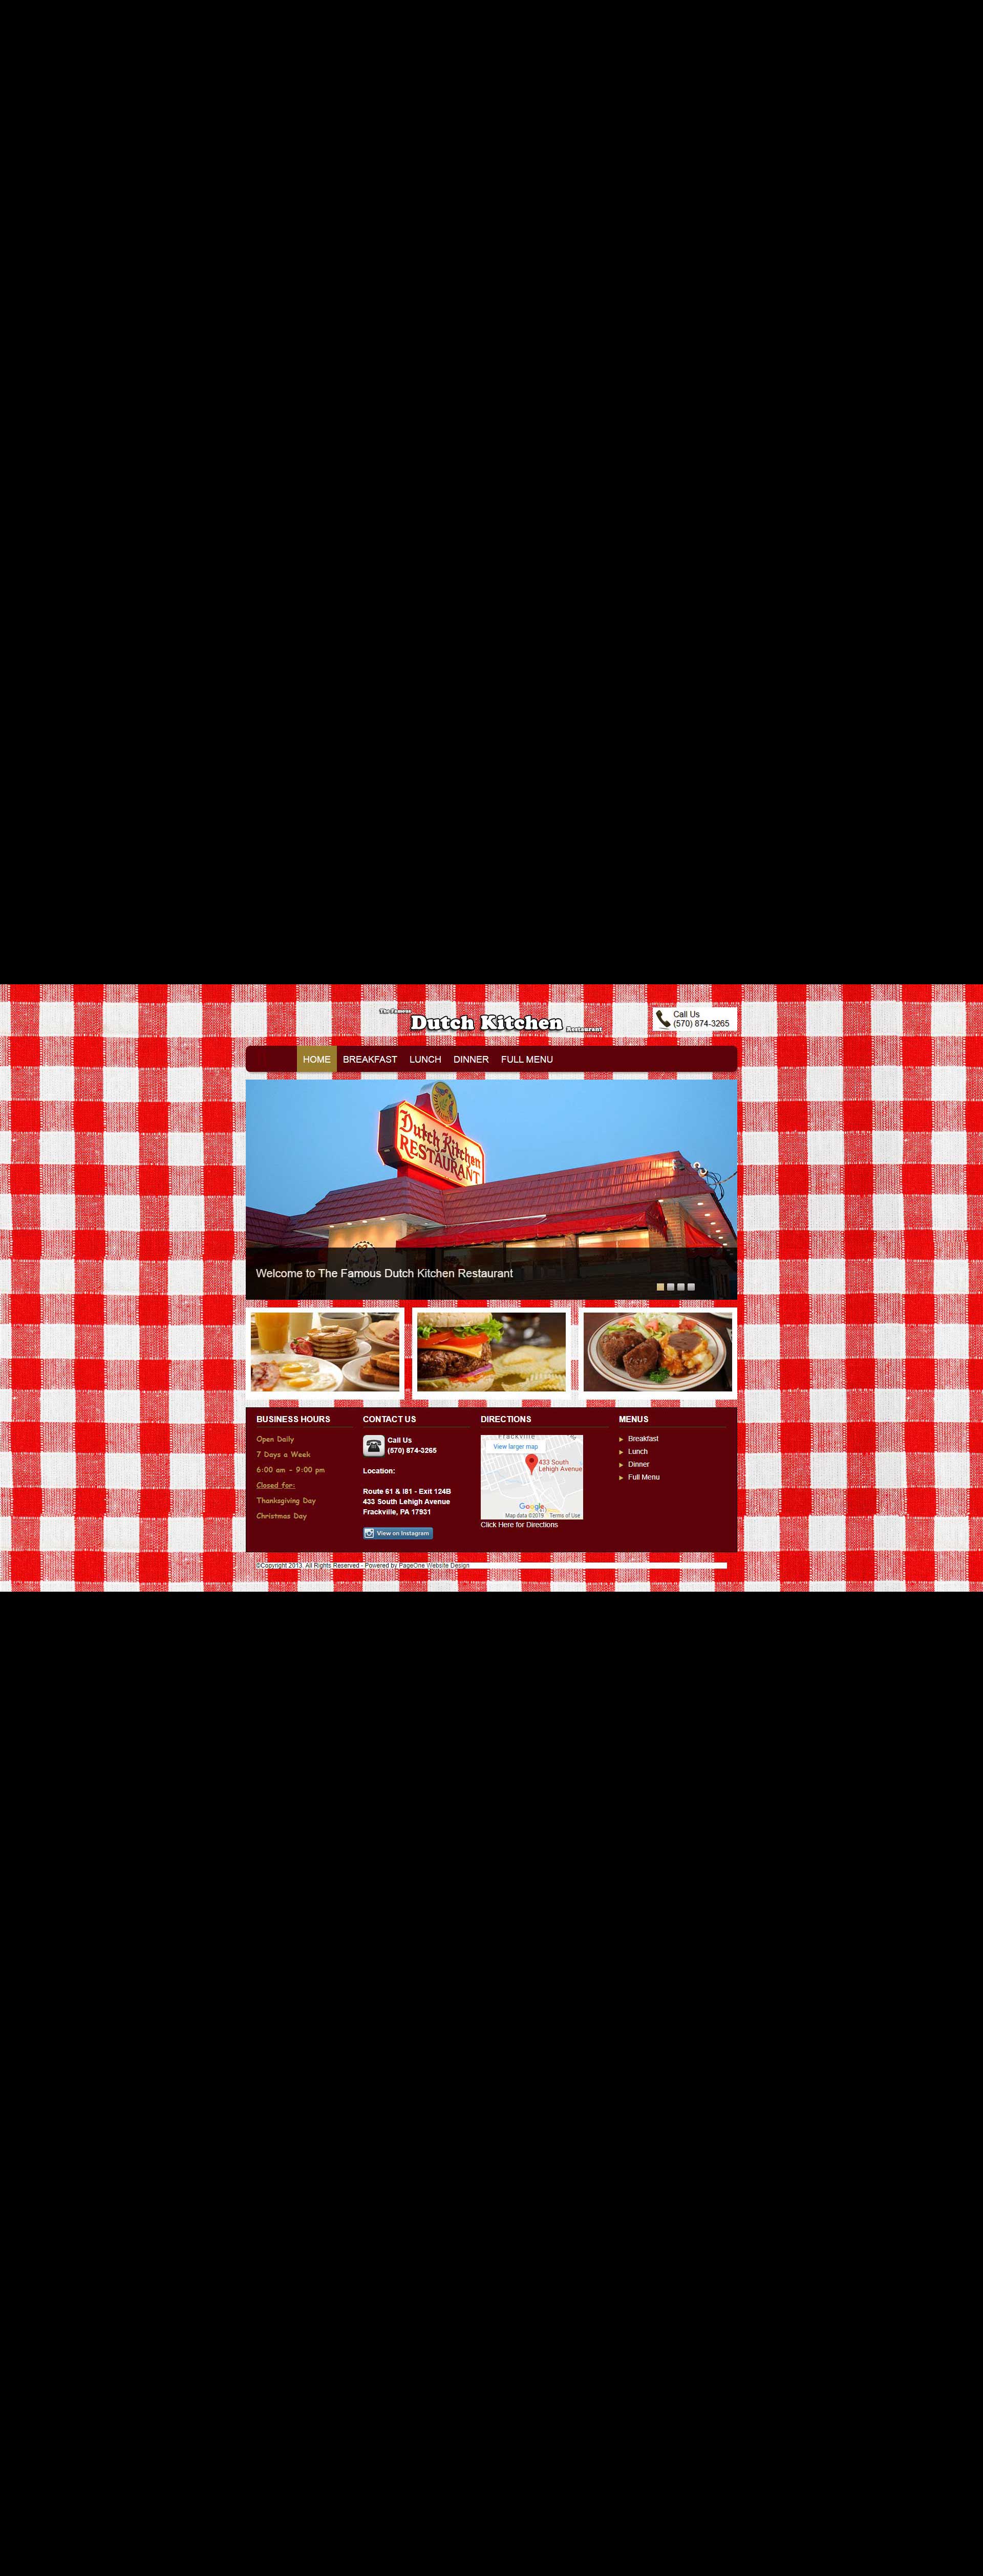 The Famous
Dutch Kitchen
Restaurant
Call Us
(570) 874-3265
HOME
BREAKFAST
LUNCH
DINNER
FULL MENU
Dutch Kitchen
RESTAURANT
Welcome to The Famous Dutch Kitchen Restaurant
BUSINESS HOURS
Open Daily
7 Days a Week
6:00 am - 9:00 pm
Closed for:
Thanksgiving Day
Christmas Day
CONTACT US
Call Us
(570) 874-3265
Location:
Route 61 & I81 - Exit 124B
433 South Lehigh Avenue
Frackville, PA 17931
View on Instagram
DIRECTIONS
Frackville
View larger map
433 South
Lehigh Avenue
Google
Map data ©2019
Terms of Use
Click Here for Directions
MENUS
Breakfast
Lunch
Dinner
Full Menu
©Copyright 2013. All Rights Reserved - Powered by PageOne Website Design